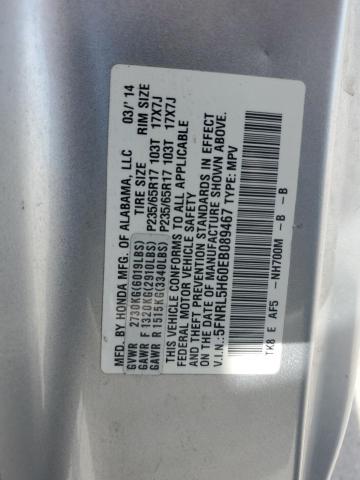 MFD. BY HONDA MFG. OF ALABAMA, LLC 03/'14
TIRE SIZE RIM SIZE
GVWR 2730KG(6019LBS)
GAWR F 1320KG(2910LBS) P235/65R17 103T 17X7J
GAWR R 1515KG(3340LBS) P235/65R17 103T 17X7J
THIS VEHICLE CONFORMS TO ALL APPLICABLE
FEDERAL MOTOR VEHICLE SAFETY
AND THEFT PREVENTION STANDARDS IN EFFECT
ON THE DATE OF MANUFACTURE SHOWN ABOVE.
V.I.N.: 5FNRL5H60EB089467 TYPE: MPV
TK8 E AF5 -NH700M -B -B